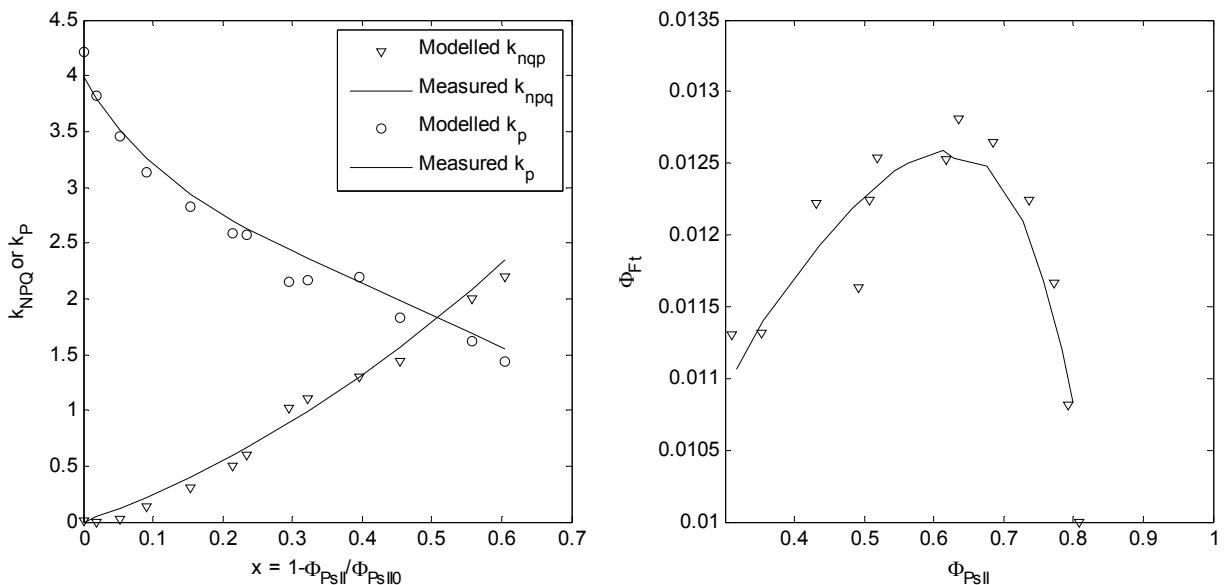 4.5
4
3.5
3
2.5
2
1.5
1
0.5
0
k_NPQ or k_P
0 0.1 0.2 0.3 0.4 0.5 0.6 0.7
x = 1-Φ_PsII/Φ_PsII0
Modelled k_nqp
Measured k_npq
Modelled k_p
Measured k_p
0.0135
0.013
0.0125
0.012
0.0115
0.011
0.0105
0.01
Φ_Ft
0.4 0.5 0.6 0.7 0.8 0.9 1
Φ_PsII